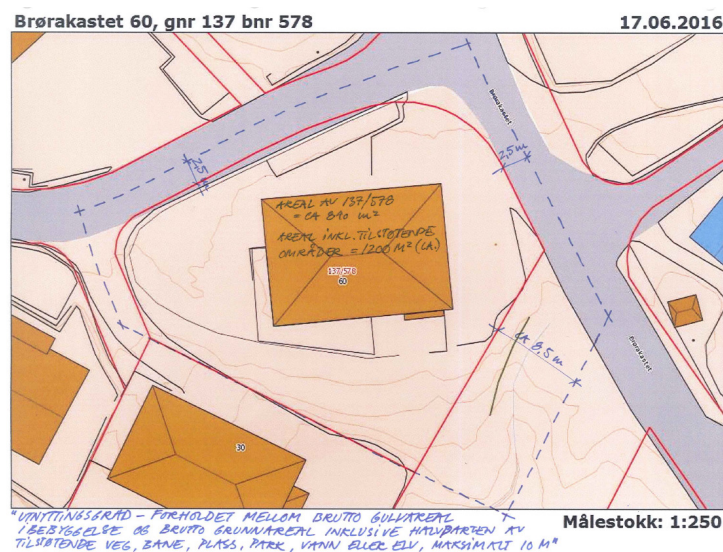 Brørakastet 60, gnr 137 bnr 578
17.06.2016
Brørakastet
2,5 m
2,5 m
AREAL AV 137/578
= CA 810 m²
AREAL INKL. TILSTØTENDE
OMRÅDER = 1200 M² (CA.)
137/578
60
CA 8,5 m
Brørakastet
30
"UTNYTTINGSGRAD – FORHOLDET MELLOM BRUTTO GULVAREAL
I BEBYGGELSE OG BRUTTO GRUNNAREAL INKLUSIVE HALVPARTEN AV
TILSTØTENDE VEG, BANE, PLASS, PARK, VANN ELLER ELV, MAKSIMALT 10 M"
Målestokk: 1:250